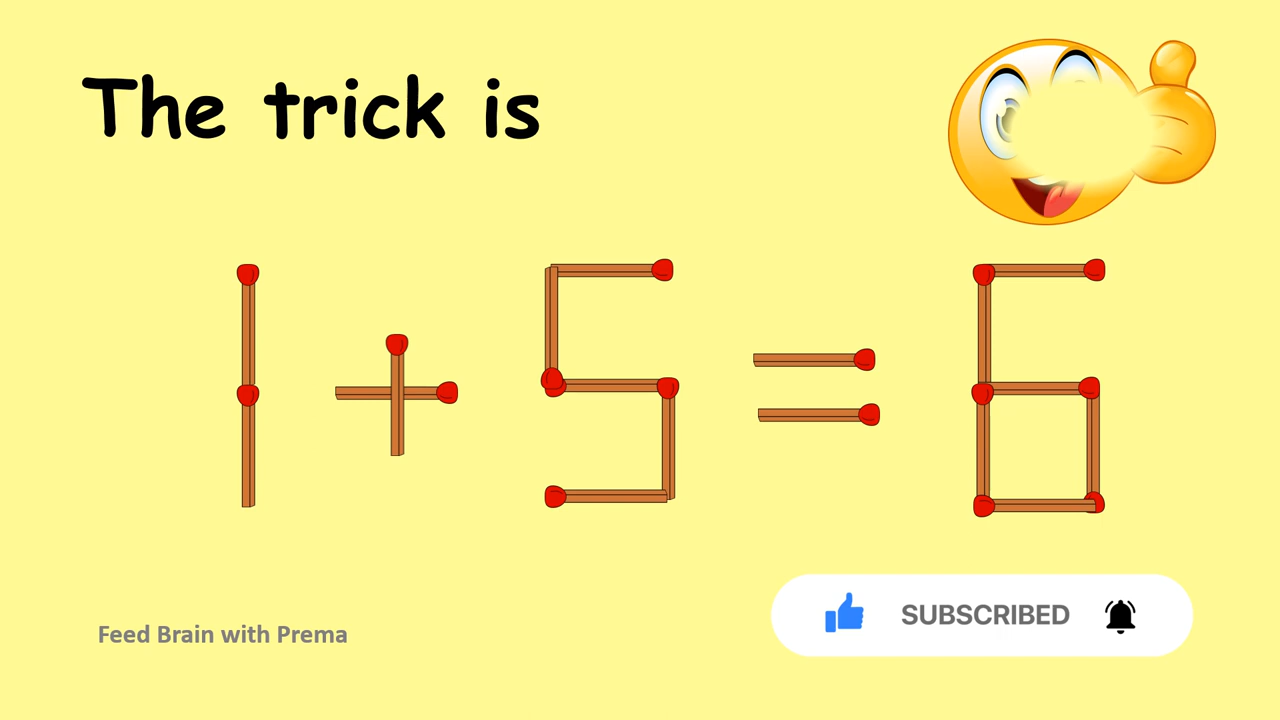 The trick is
1 + 5 = 6
Feed Brain with Prema
SUBSCRIBED